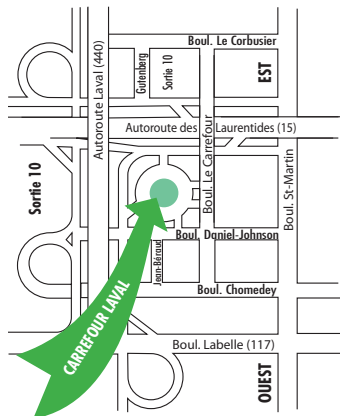 Boul. Le Corbusier
Autoroute Laval (440)
Gutenberg
Sortie 10
EST
Autoroute des Laurentides (15)
Boul. Le Carrefour
Boul. St-Martin
Sortie 10
Boul. Daniel-Johnson
Jean-Béraud
Boul. Chomedey
CARREFOUR LAVAL
Boul. Labelle (117)
OUEST